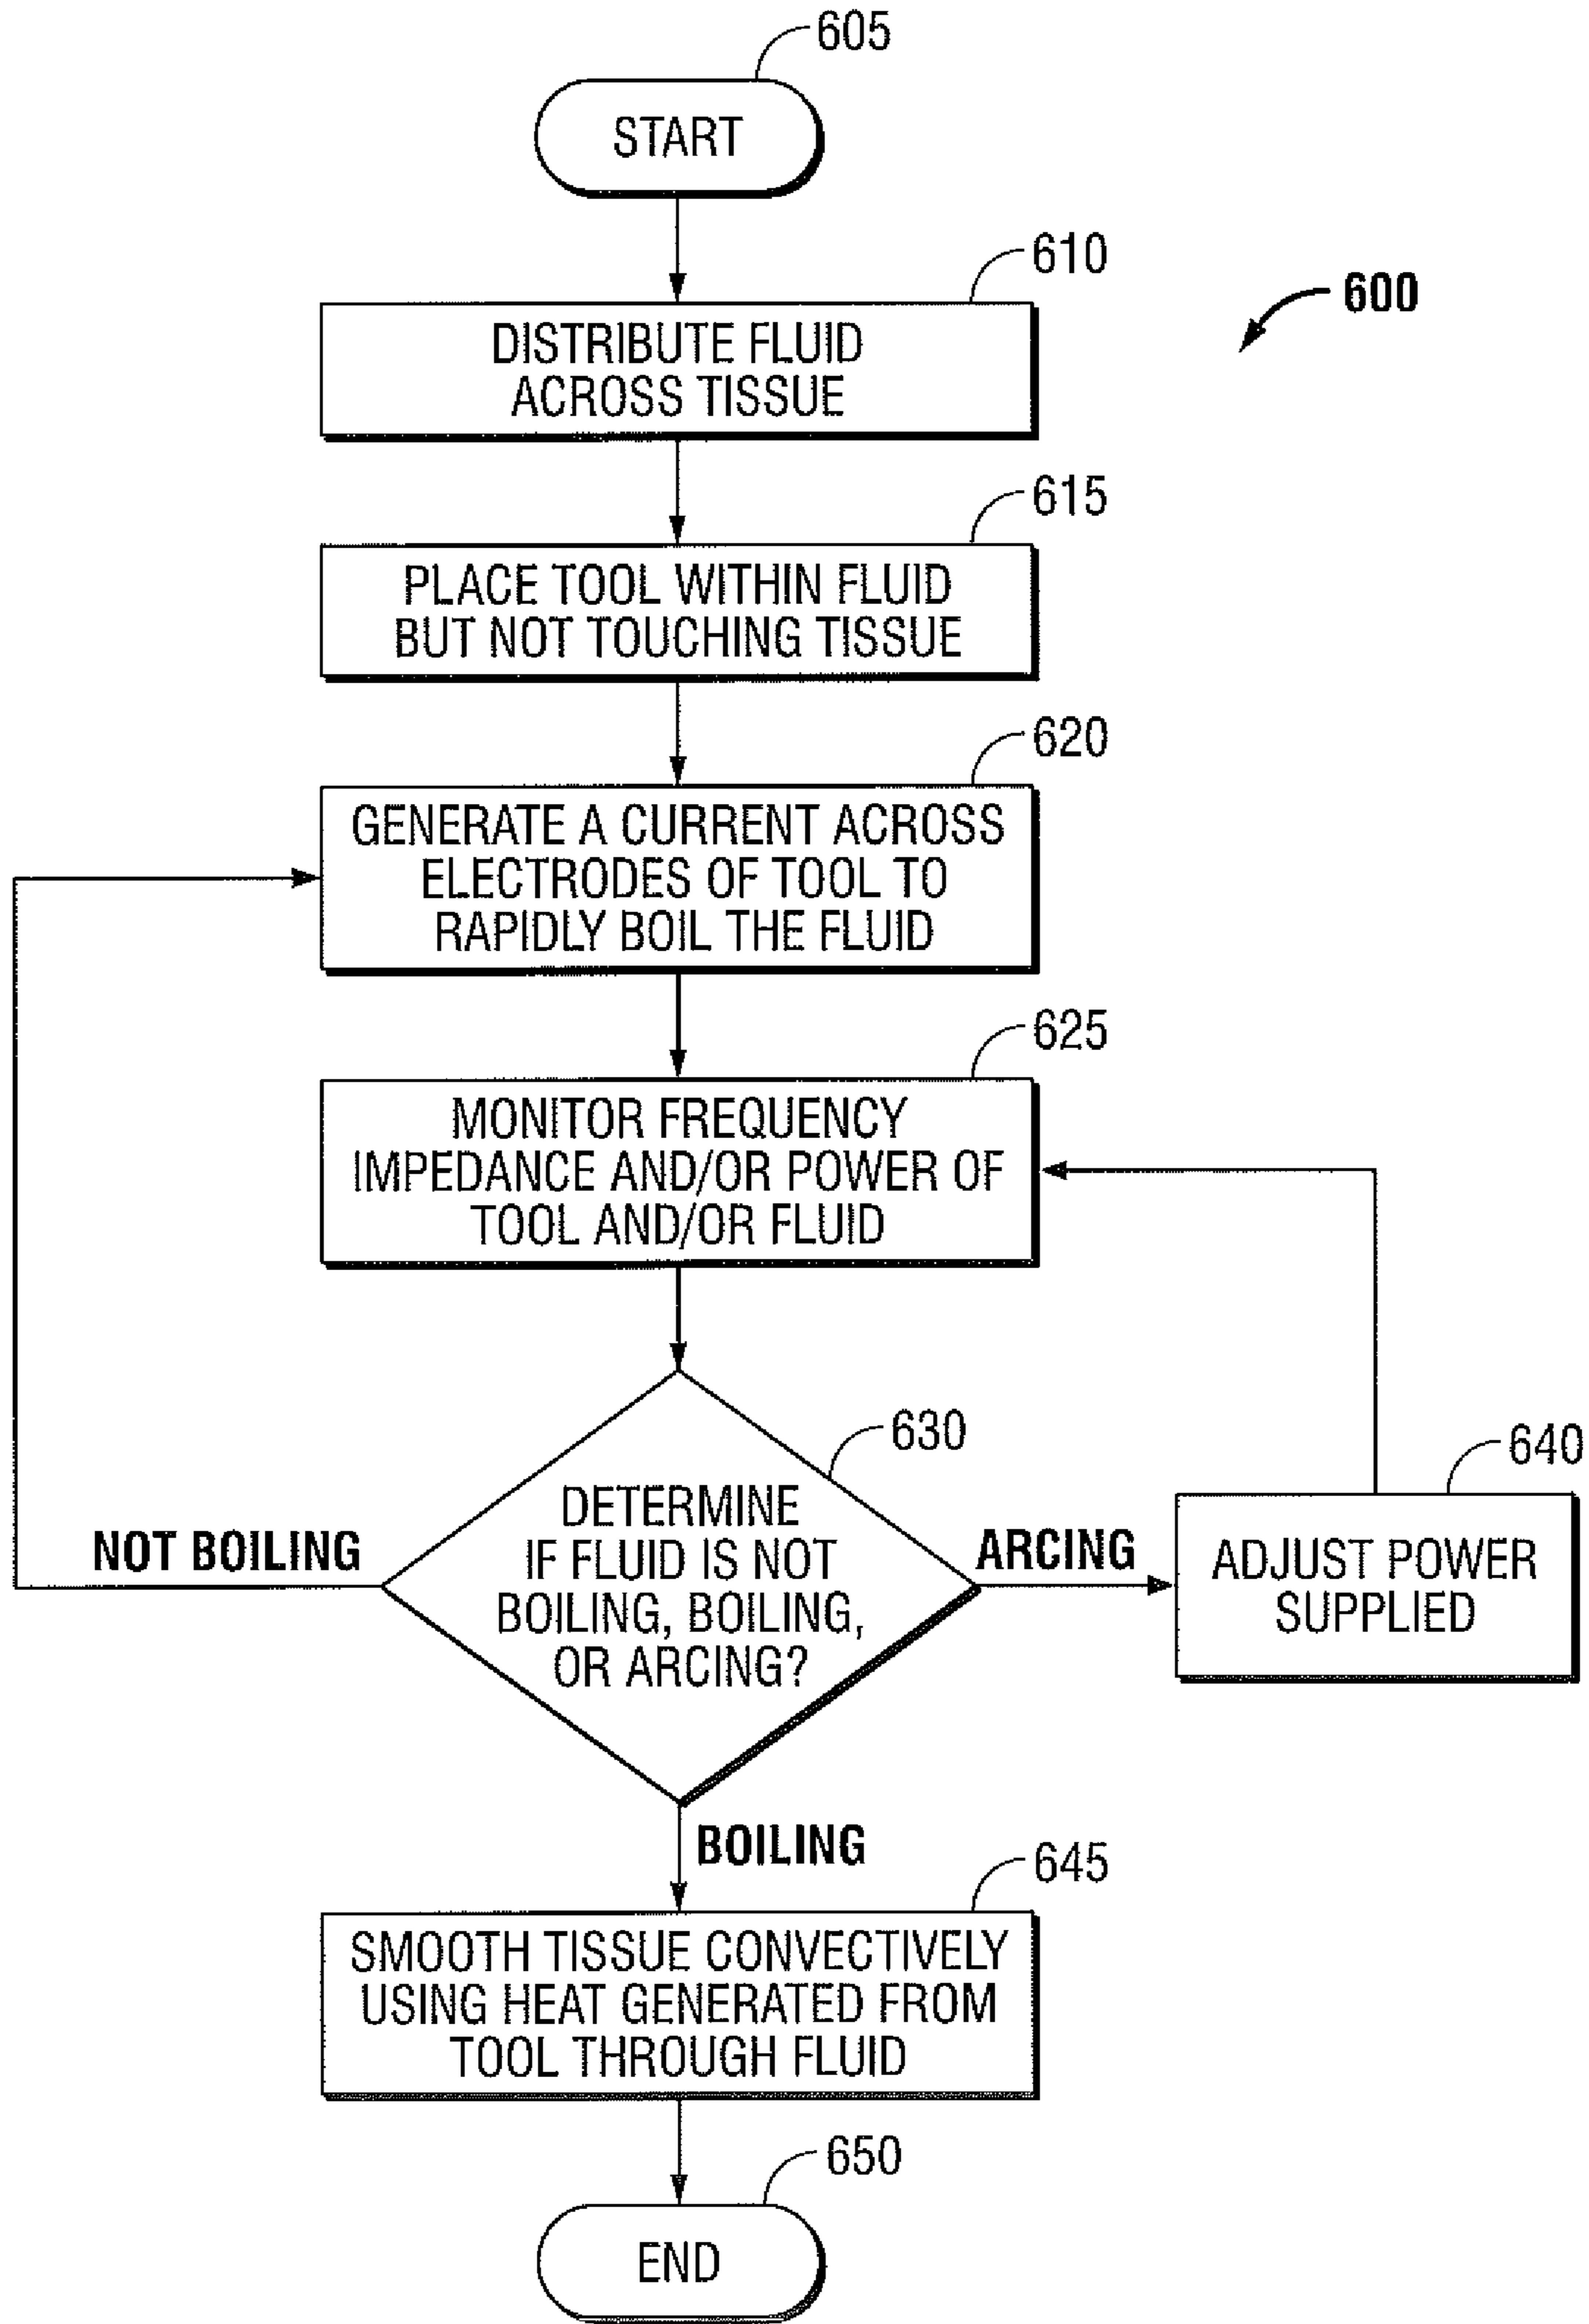 605
START
610
600
DISTRIBUTE FLUID
ACROSS TISSUE
615
PLACE TOOL WITHIN FLUID
BUT NOT TOUCHING TISSUE
620
GENERATE A CURRENT ACROSS
ELECTRODES OF TOOL TO
RAPIDLY BOIL THE FLUID
625
MONITOR FREQUENCY
IMPEDANCE AND/OR POWER OF
TOOL AND/OR FLUID
630
DETERMINE
IF FLUID IS NOT
BOILING, BOILING,
OR ARCING?
NOT BOILING
ARCING
640
ADJUST POWER
SUPPLIED
BOILING
645
SMOOTH TISSUE CONVECTIVELY
USING HEAT GENERATED FROM
TOOL THROUGH FLUID
650
END